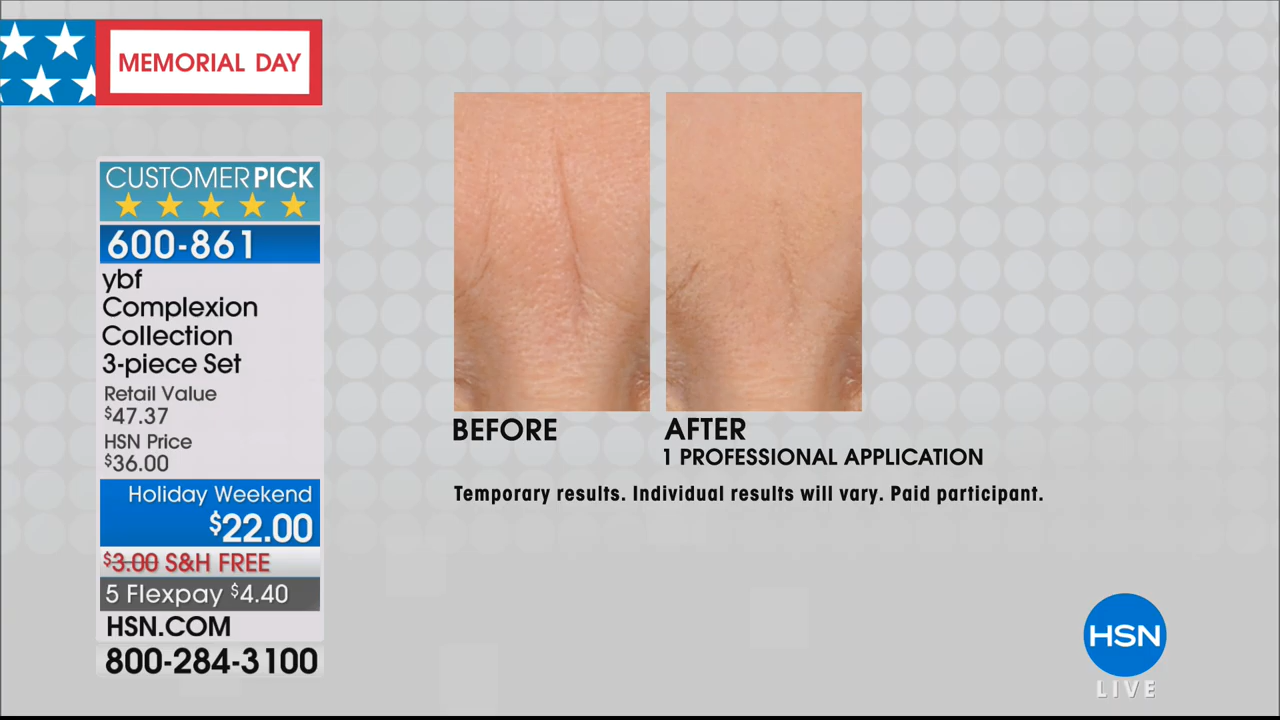 MEMORIAL DAY
CUSTOMERPICK
600-861
ybf
Complexion
Collection
3-piece Set
Retail Value
$47.37
HSN Price
$36.00
Holiday Weekend
$22.00
$3.00 S&H FREE
5 Flexpay $4.40
HSN.COM
800-284-3100
BEFORE
AFTER
1 PROFESSIONAL APPLICATION
Temporary results. Individual results will vary. Paid participant.
HSN
LIVE